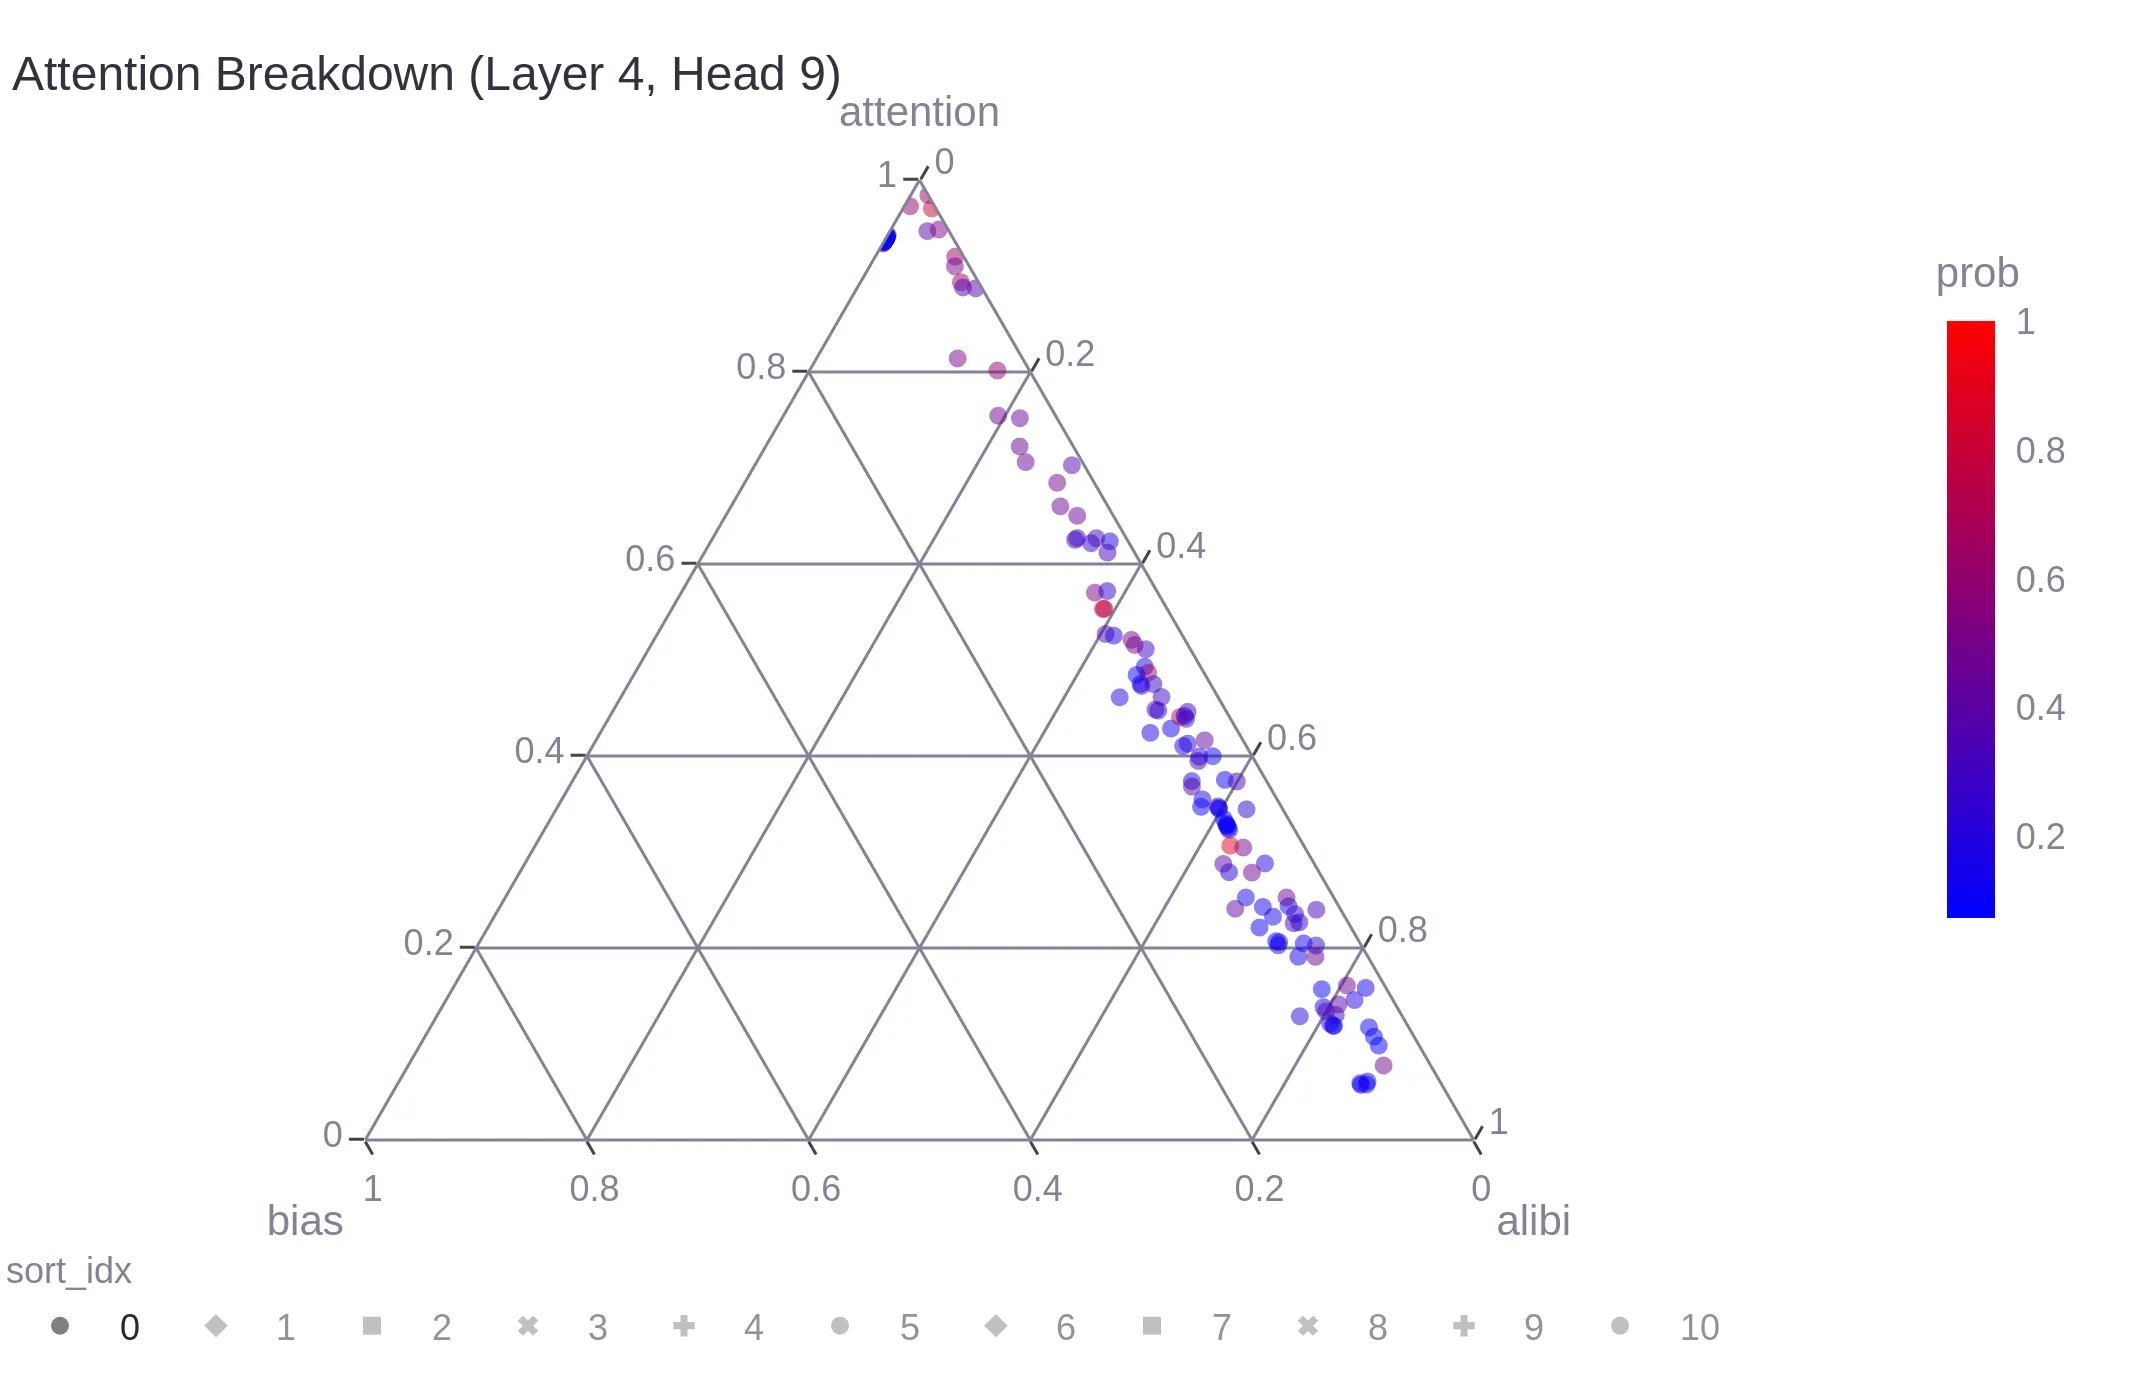 Attention Breakdown (Layer 4, Head 9)
attention
1 0
prob
1
0.8 0.2
0.8
0.6 0.4
0.6
0.4 0.6
0.4
0.2 0.8
0.2
0 1
1 0.8 0.6 0.4 0.2 0
bias alibi
sort_idx
0 1 2 3 4 5 6 7 8 9 10